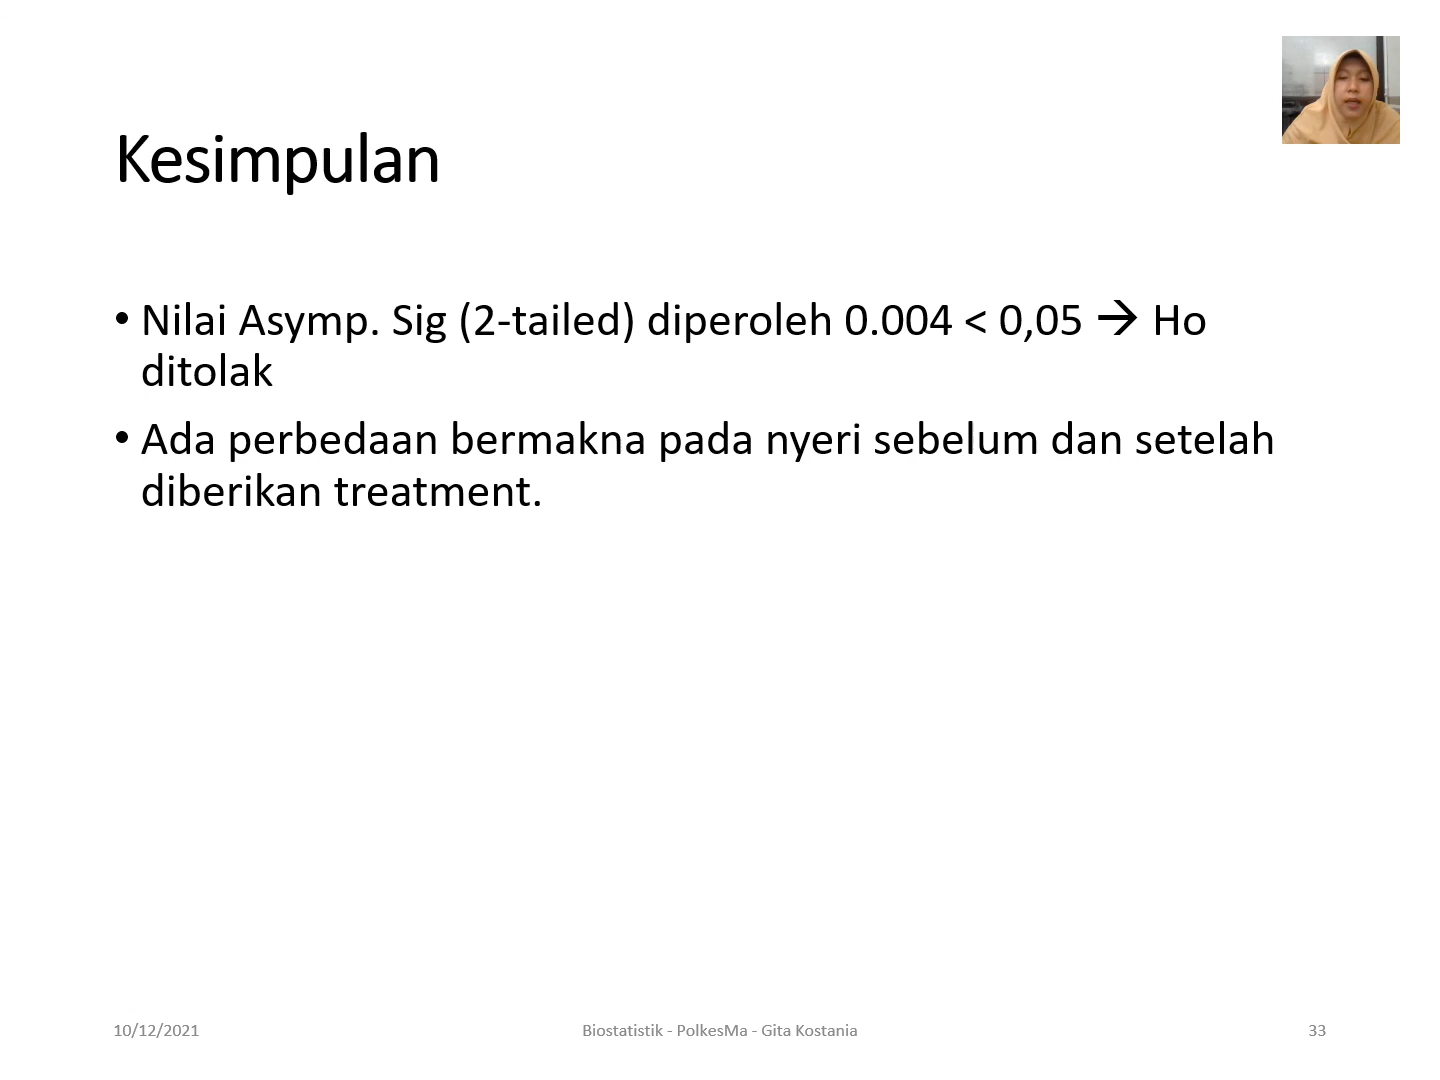 Kesimpulan
• Nilai Asymp. Sig (2-tailed) diperoleh 0.004 < 0,05 → Ho
ditolak
• Ada perbedaan bermakna pada nyeri sebelum dan setelah
diberikan treatment.
10/12/2021
Biostatistik - PolkesMa - Gita Kostania
33